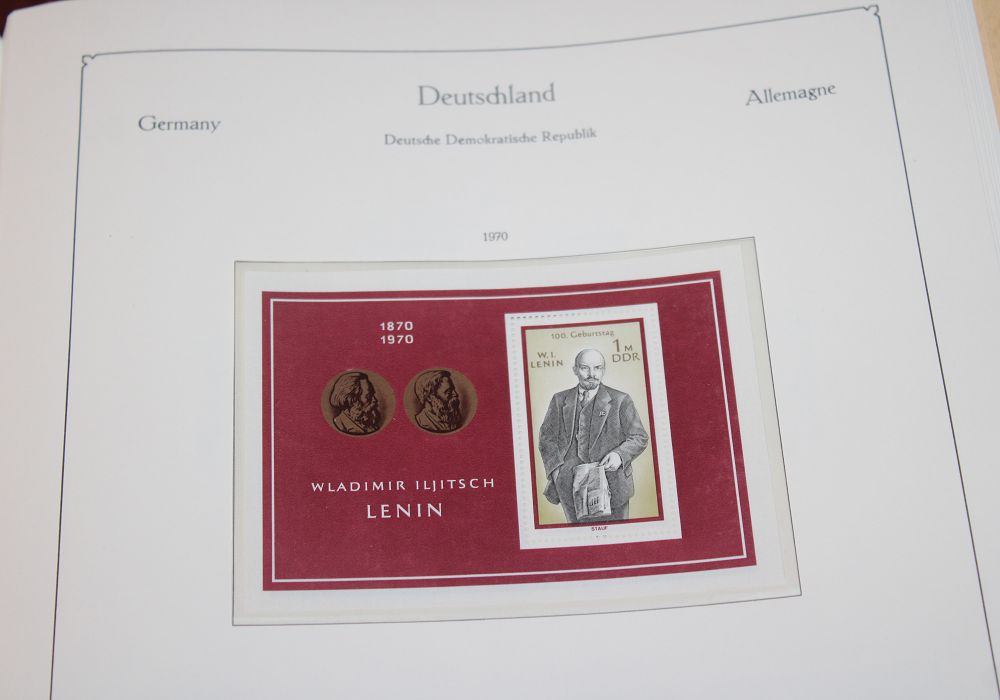 Deutschland
Germany
Allemagne
Deutsche Demokratische Republik
1970
1870
1970
WLADIMIR ILJITSCH
LENIN
100. Geburtstag
W. I.
LENIN
1 M
DDR
STAUF